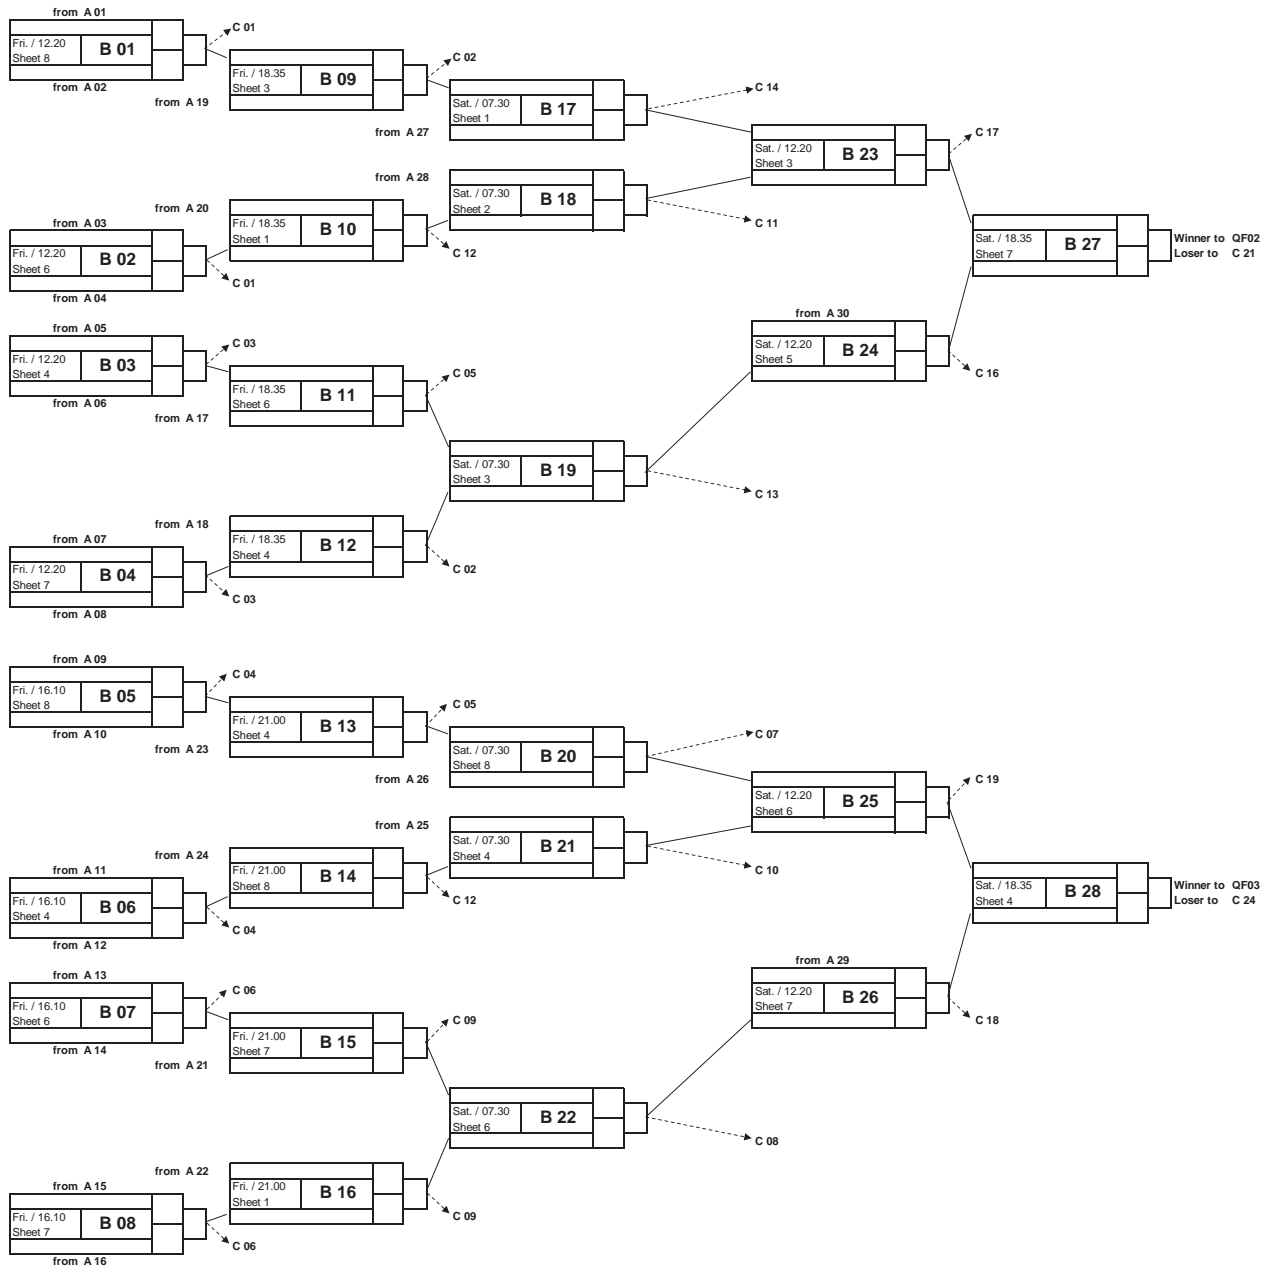 from A 01
Fri. / 12.20
Sheet 8
B 01
from A 02
C 01
from A 19
Fri. / 18.35
Sheet 3
B 09
C 02
from A 27
Sat. / 07.30
Sheet 1
B 17
C 14
from A 28
Sat. / 07.30
Sheet 2
B 18
C 11
from A 20
Fri. / 18.35
Sheet 1
B 10
C 12
from A 03
Fri. / 12.20
Sheet 6
B 02
from A 04
C 01
Sat. / 12.20
Sheet 3
B 23
C 17
Sat. / 18.35
Sheet 7
B 27
Winner to QF02
Loser to C 21
from A 05
Fri. / 12.20
Sheet 4
B 03
from A 06
C 03
from A 17
Fri. / 18.35
Sheet 6
B 11
C 05
from A 30
Sat. / 12.20
Sheet 5
B 24
C 16
Sat. / 07.30
Sheet 3
B 19
C 13
from A 18
Fri. / 18.35
Sheet 4
B 12
C 02
from A 07
Fri. / 12.20
Sheet 7
B 04
from A 08
C 03
from A 09
Fri. / 16.10
Sheet 8
B 05
from A 10
C 04
from A 23
Fri. / 21.00
Sheet 4
B 13
C 05
from A 26
Sat. / 07.30
Sheet 8
B 20
C 07
from A 25
Sat. / 07.30
Sheet 4
B 21
C 10
from A 24
Fri. / 21.00
Sheet 8
B 14
C 12
from A 11
Fri. / 16.10
Sheet 4
B 06
from A 12
C 04
Sat. / 12.20
Sheet 6
B 25
C 19
Sat. / 18.35
Sheet 4
B 28
Winner to QF03
Loser to C 24
from A 13
Fri. / 16.10
Sheet 6
B 07
from A 14
C 06
from A 21
Fri. / 21.00
Sheet 7
B 15
C 09
from A 29
Sat. / 12.20
Sheet 7
B 26
C 18
Sat. / 07.30
Sheet 6
B 22
C 08
from A 22
Fri. / 21.00
Sheet 1
B 16
C 09
from A 15
Fri. / 16.10
Sheet 7
B 08
from A 16
C 06